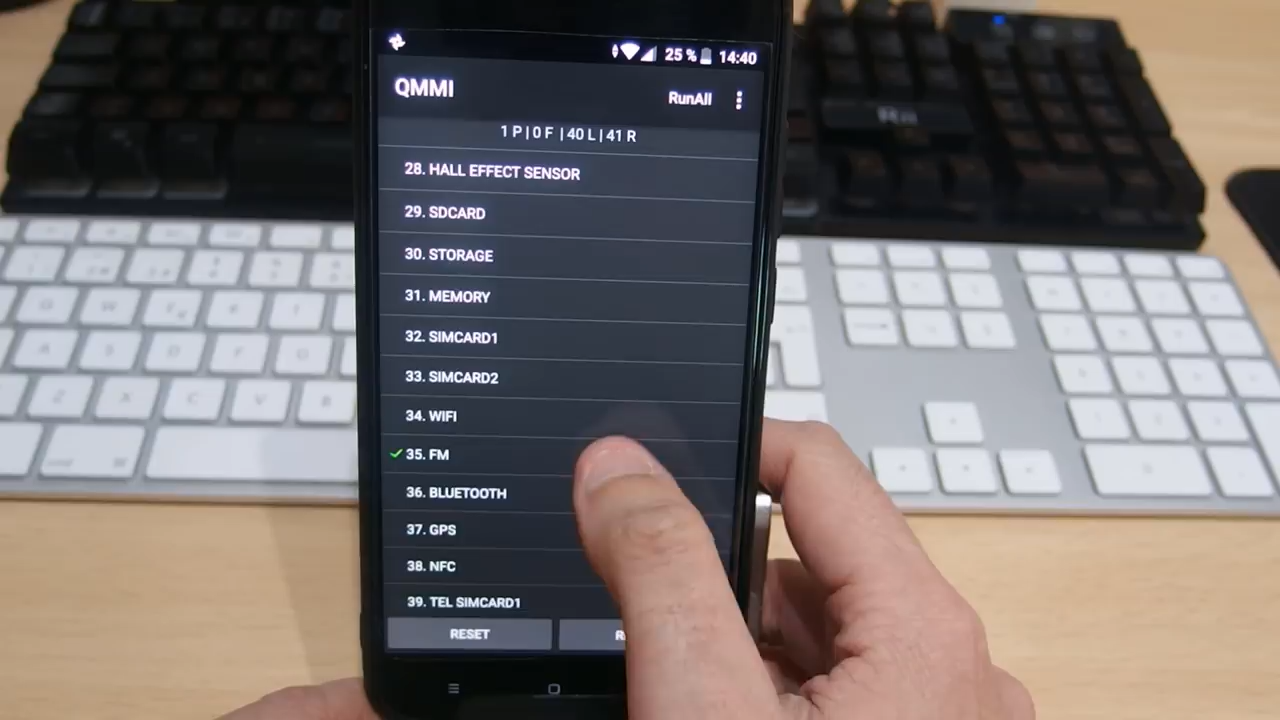 25 % 14:40
QMMI
RunAll
1 P | 0 F | 40 L | 41 R
28. HALL EFFECT SENSOR
29. SDCARD
30. STORAGE
31. MEMORY
32. SIMCARD1
33. SIMCARD2
34. WIFI
35. FM
36. BLUETOOTH
37. GPS
38. NFC
39. TEL SIMCARD1
RESET
Rii